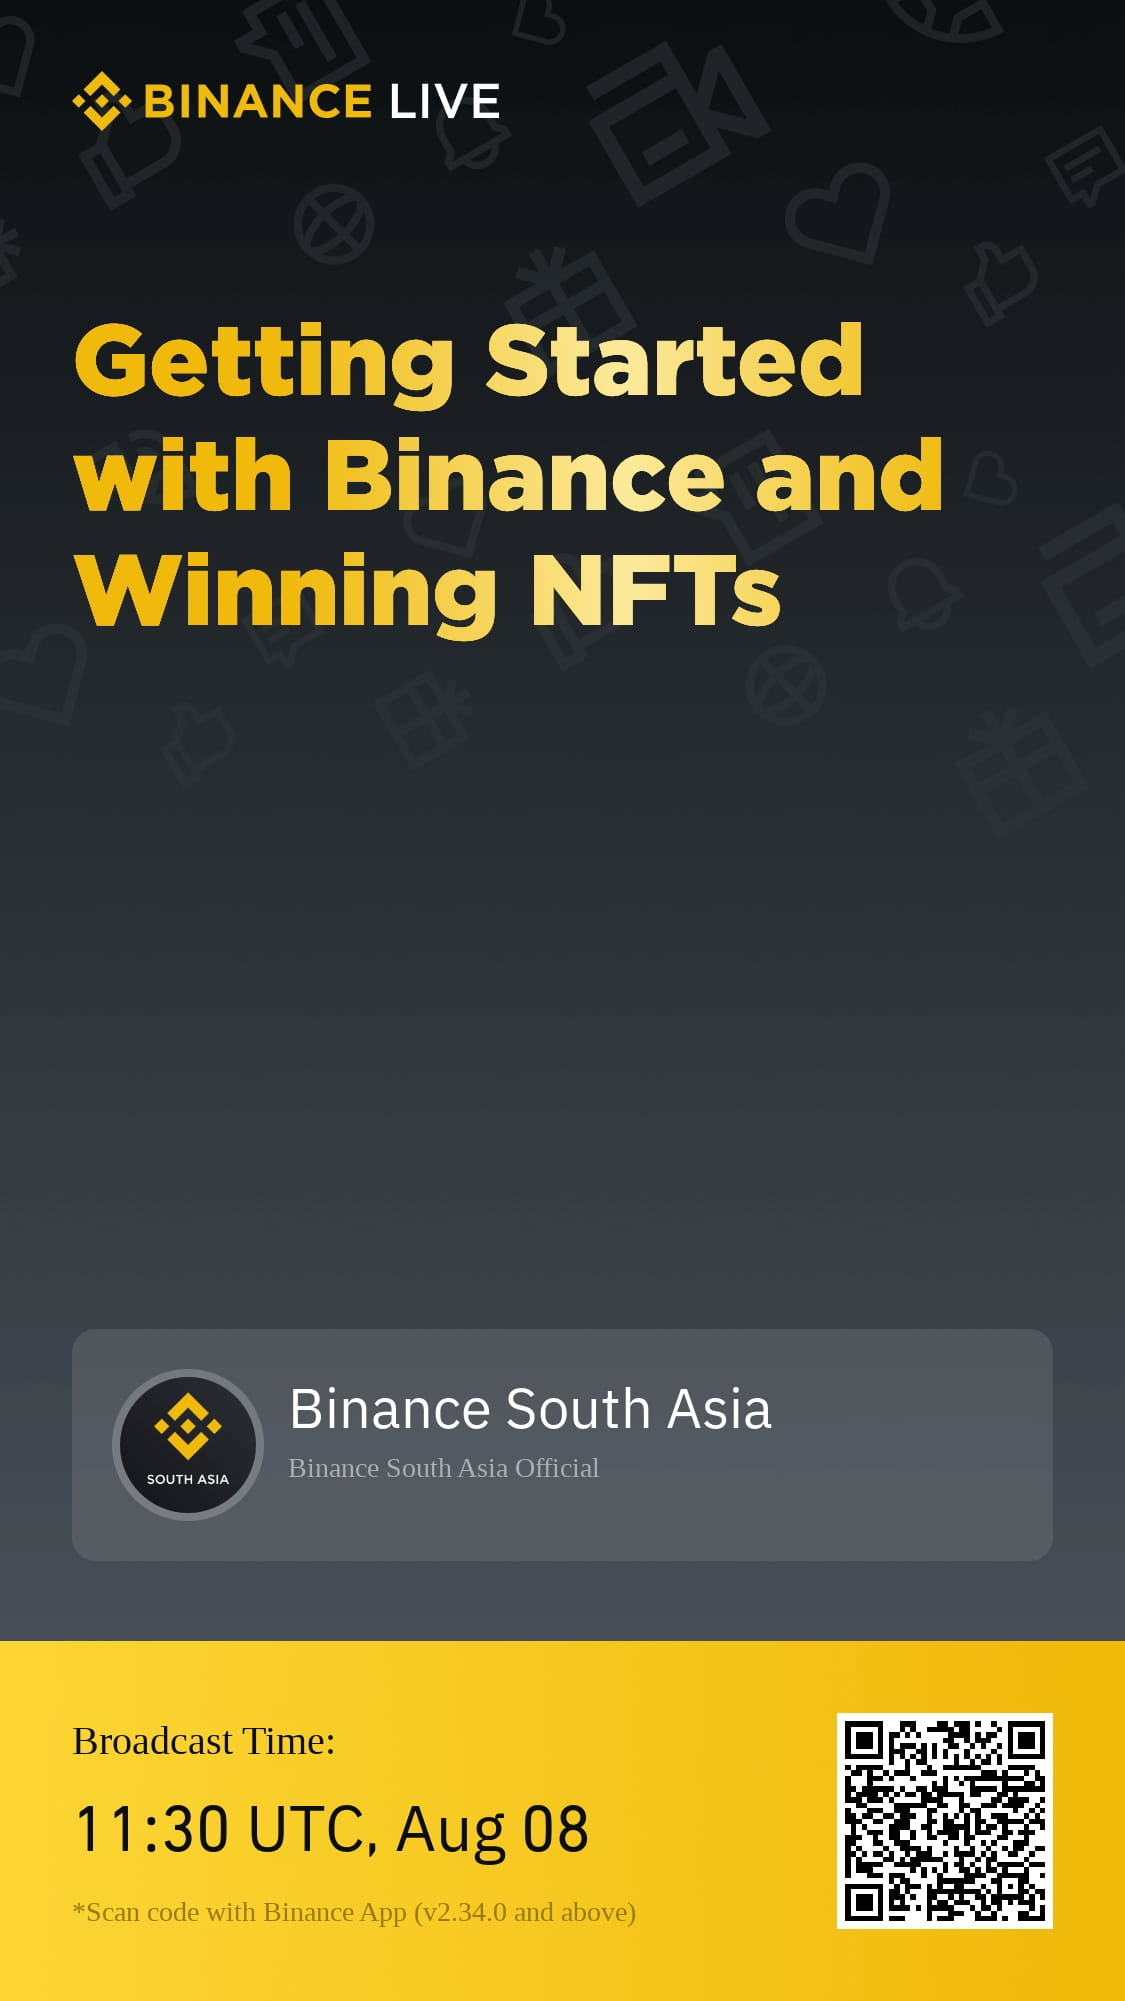 BINANCE LIVE
Getting Started
with Binance and
Winning NFTs
SOUTH ASIA
Binance South Asia
Binance South Asia Official
Broadcast Time:
11:30 UTC, Aug 08
*Scan code with Binance App (v2.34.0 and above)